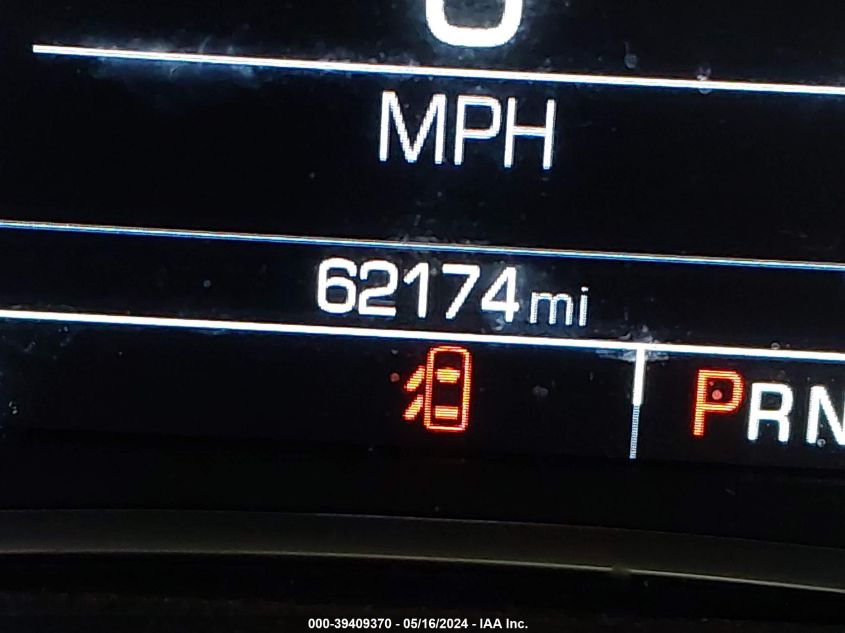 MPH
62174 mi
PRN
000-39409370 - 05/16/2024 - IAA Inc.